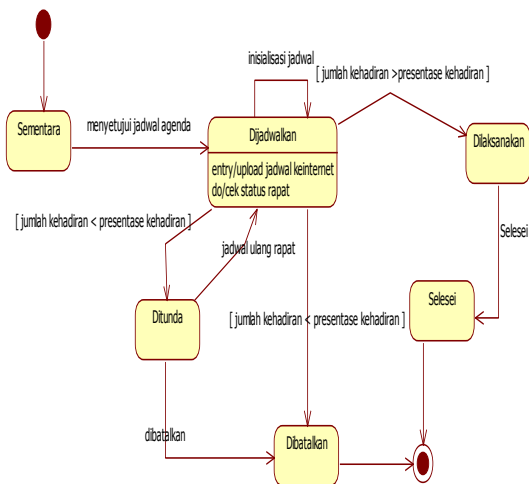 inisialisasi jadwal
[ jumlah kehadiran >presentase kehadiran ]
Sementara
menyetujui jadwal agenda
Dijadwalkan
entry/upload jadwal keinternet
do/cek status rapat
Dilaksanakan
[ jumlah kehadiran < presentase kehadiran ]
jadwal ulang rapat
Selesei
Ditunda
[ jumlah kehadiran < presentase kehadiran ]
Selesei
dibatalkan
Dibatalkan